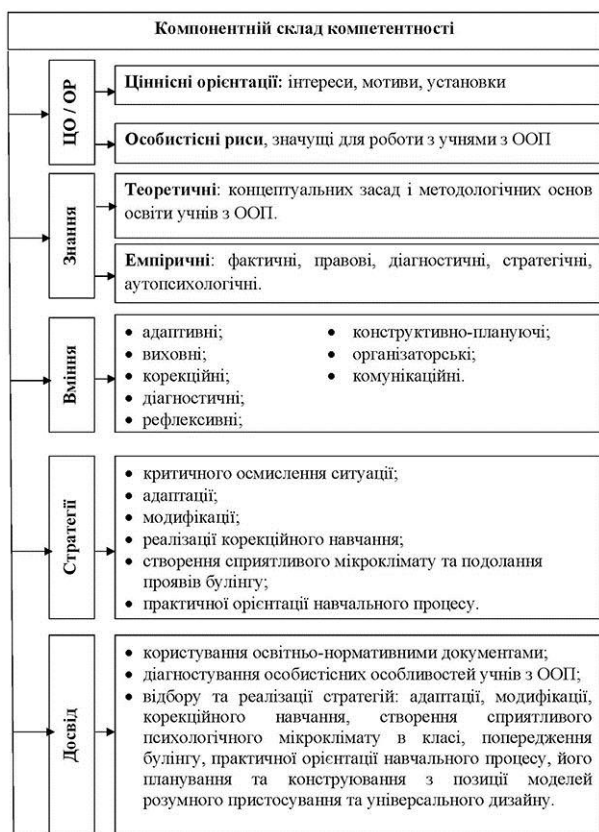 Компонентній склад компетентності
ЦО / ОР
Ціннісні орієнтації: інтереси, мотиви, установки
Особистісні риси, значущі для роботи з учнями з ООП
Знання
Теоретичні: концептуальних засад і методологічних основ
освіти учнів з ООП.
Емпіричні: фактичні, правові, діагностичні, стратегічні,
аутопсихологічні.
Вміння
• адаптивні;
• виховні;
• корекційні;
• діагностичні;
• рефлексивні;
• конструктивно-плануючі;
• організаторські;
• комунікаційні.
Стратегії
• критичного осмислення ситуації;
• адаптації;
• модифікації;
• реалізації корекційного навчання;
• створення сприятливого мікроклімату та подолання
проявів булінгу;
• практичної орієнтації навчального процесу.
Досвід
• користування освітньо-нормативними документами;
• діагностування особистісних особливостей учнів з ООП;
• відбору та реалізації стратегій: адаптації, модифікації,
корекційного навчання, створення сприятливого
психологічного мікроклімату в класі, попередження
булінгу, практичної орієнтації навчального процесу, його
планування та конструювання з позиції моделей
розумного пристосування та універсального дизайну.